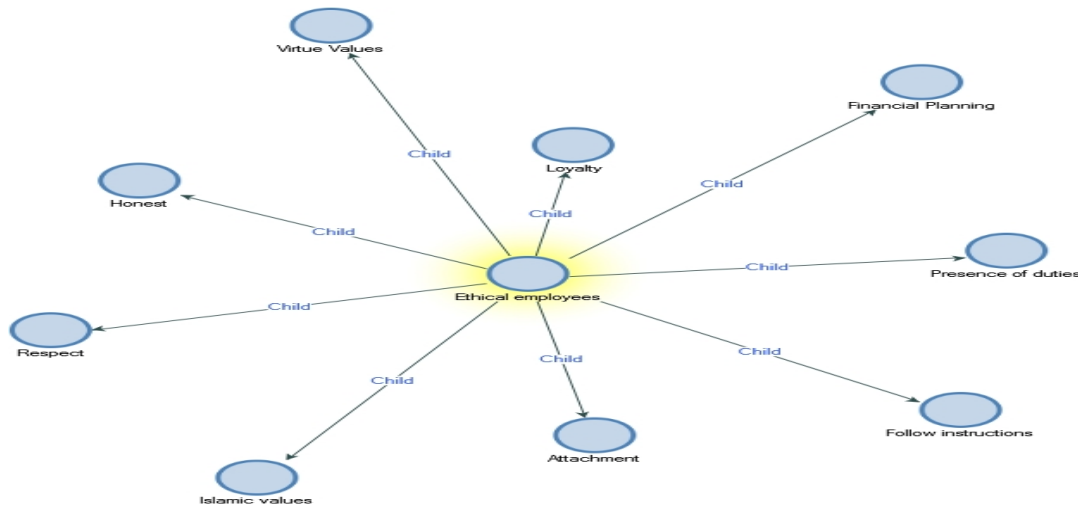 Virtue Values
Financial Planning
Child
Loyalty
Child
Honest
Child
Child
Child
Child
Presence of duties
Ethical employees
Child
Respect
Child
Child
Child
Follow instructions
Attachment
Islamic values